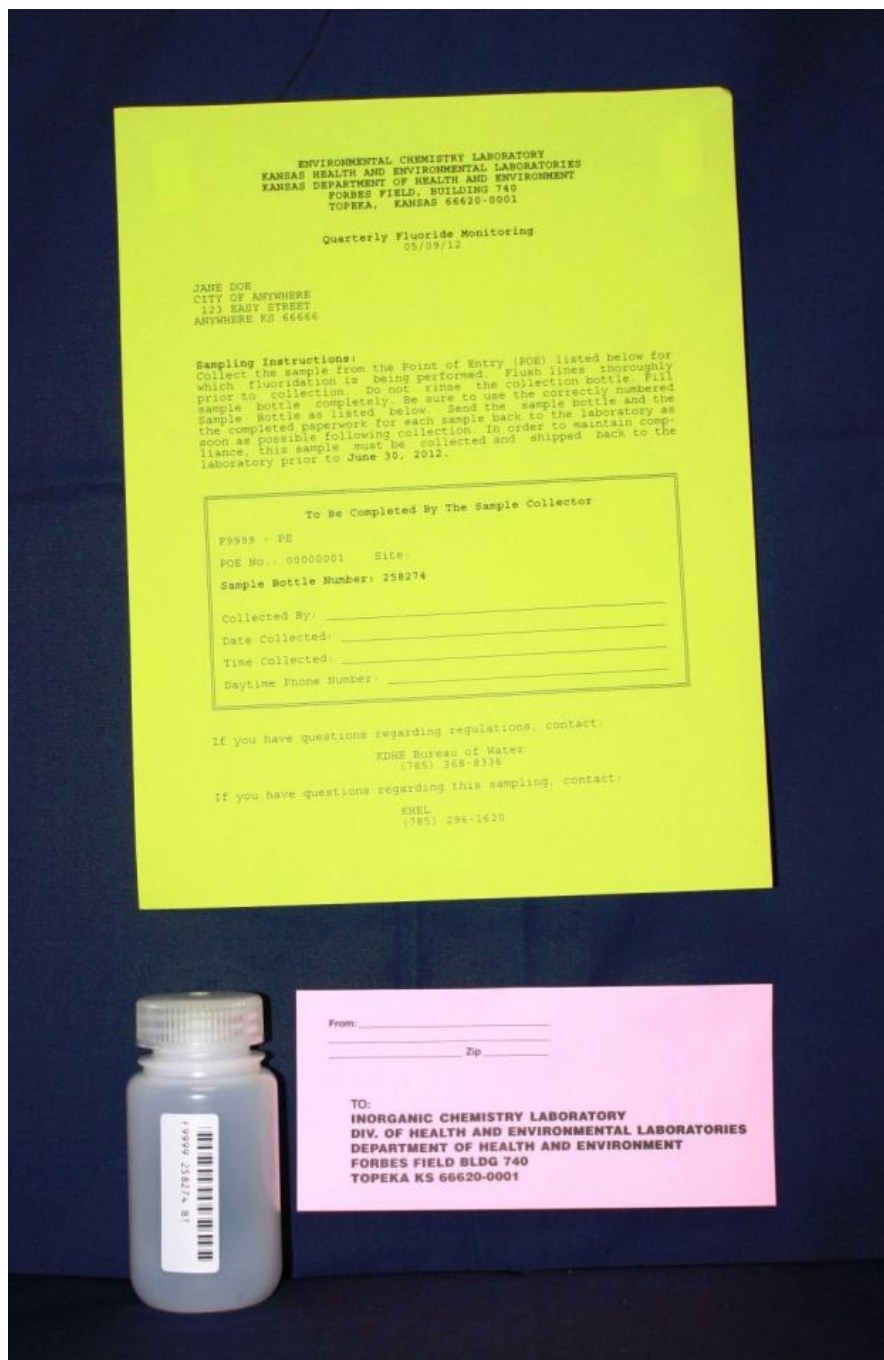 ENVIRONMENTAL CHEMISTRY LABORATORY
KANSAS HEALTH AND ENVIRONMENTAL LABORATORIES
KANSAS DEPARTMENT OF HEALTH AND ENVIRONMENT
FORBES FIELD, BUILDING 740
TOPEKA, KANSAS 66620-0001
Quarterly Fluoride Monitoring
05/09/12
JANE DOE
CITY OF ANYWHERE
123 EASY STREET
ANYWHERE KS 66666
Sampling Instructions:
Collect the sample from the Point of Entry (POE) listed below for
which fluoridation is being performed. Flush lines thoroughly
prior to collection. Do not rinse the collection bottle. Fill
sample bottle completely. Be sure to use the correctly numbered
Sample Bottle as listed below. Send the sample bottle and the
the completed paperwork for each sample back to the laboratory as
soon as possible following collection. In order to maintain comp-
liance, this sample must be collected and shipped back to the
laboratory prior to June 30, 2012.
To Be Completed By The Sample Collector
F9999 - PE
POE No.: 00000001 Site:
Sample Bottle Number: 258274
Collected By:
Date Collected:
Time Collected:
Daytime Phone Number:
If you have questions regarding regulations, contact:
KDHE Bureau of Water
(785) 368-8336
If you have questions regarding this sampling, contact:
KHEL
(785) 296-1620
From:
Zip
TO:
INORGANIC CHEMISTRY LABORATORY
DIV. OF HEALTH AND ENVIRONMENTAL LABORATORIES
DEPARTMENT OF HEALTH AND ENVIRONMENT
FORBES FIELD BLDG 740
TOPEKA KS 66620-0001
F9999 258274